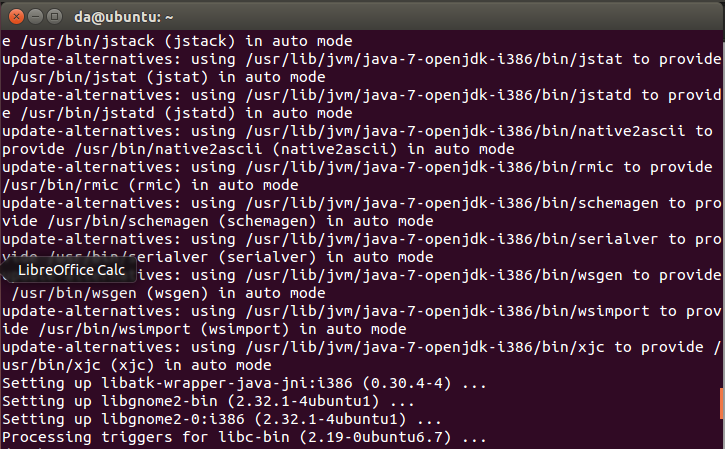 da@ubuntu: ~
e /usr/bin/jstack (jstack) in auto mode
update-alternatives: using /usr/lib/jvm/java-7-openjdk-i386/bin/jstat to provide
 /usr/bin/jstat (jstat) in auto mode
update-alternatives: using /usr/lib/jvm/java-7-openjdk-i386/bin/jstatd to provid
e /usr/bin/jstatd (jstatd) in auto mode
update-alternatives: using /usr/lib/jvm/java-7-openjdk-i386/bin/native2ascii to
provide /usr/bin/native2ascii (native2ascii) in auto mode
update-alternatives: using /usr/lib/jvm/java-7-openjdk-i386/bin/rmic to provide
/usr/bin/rmic (rmic) in auto mode
update-alternatives: using /usr/lib/jvm/java-7-openjdk-i386/bin/schemagen to pro
vide /usr/bin/schemagen (schemagen) in auto mode
update-alternatives: using /usr/lib/jvm/java-7-openjdk-i386/bin/serialver to pro
vide /usr/bin/serialver (serialver) in auto mode
LibreOffice Calc
tives: using /usr/lib/jvm/java-7-openjdk-i386/bin/wsgen to provide
 /usr/bin/wsgen (wsgen) in auto mode
update-alternatives: using /usr/lib/jvm/java-7-openjdk-i386/bin/wsimport to prov
ide /usr/bin/wsimport (wsimport) in auto mode
update-alternatives: using /usr/lib/jvm/java-7-openjdk-i386/bin/xjc to provide /
usr/bin/xjc (xjc) in auto mode
Setting up libatk-wrapper-java-jni:i386 (0.30.4-4) ...
Setting up libgnome2-bin (2.32.1-4ubuntu1) ...
Setting up libgnome2-0:i386 (2.32.1-4ubuntu1) ...
Processing triggers for libc-bin (2.19-0ubuntu6.7) ...